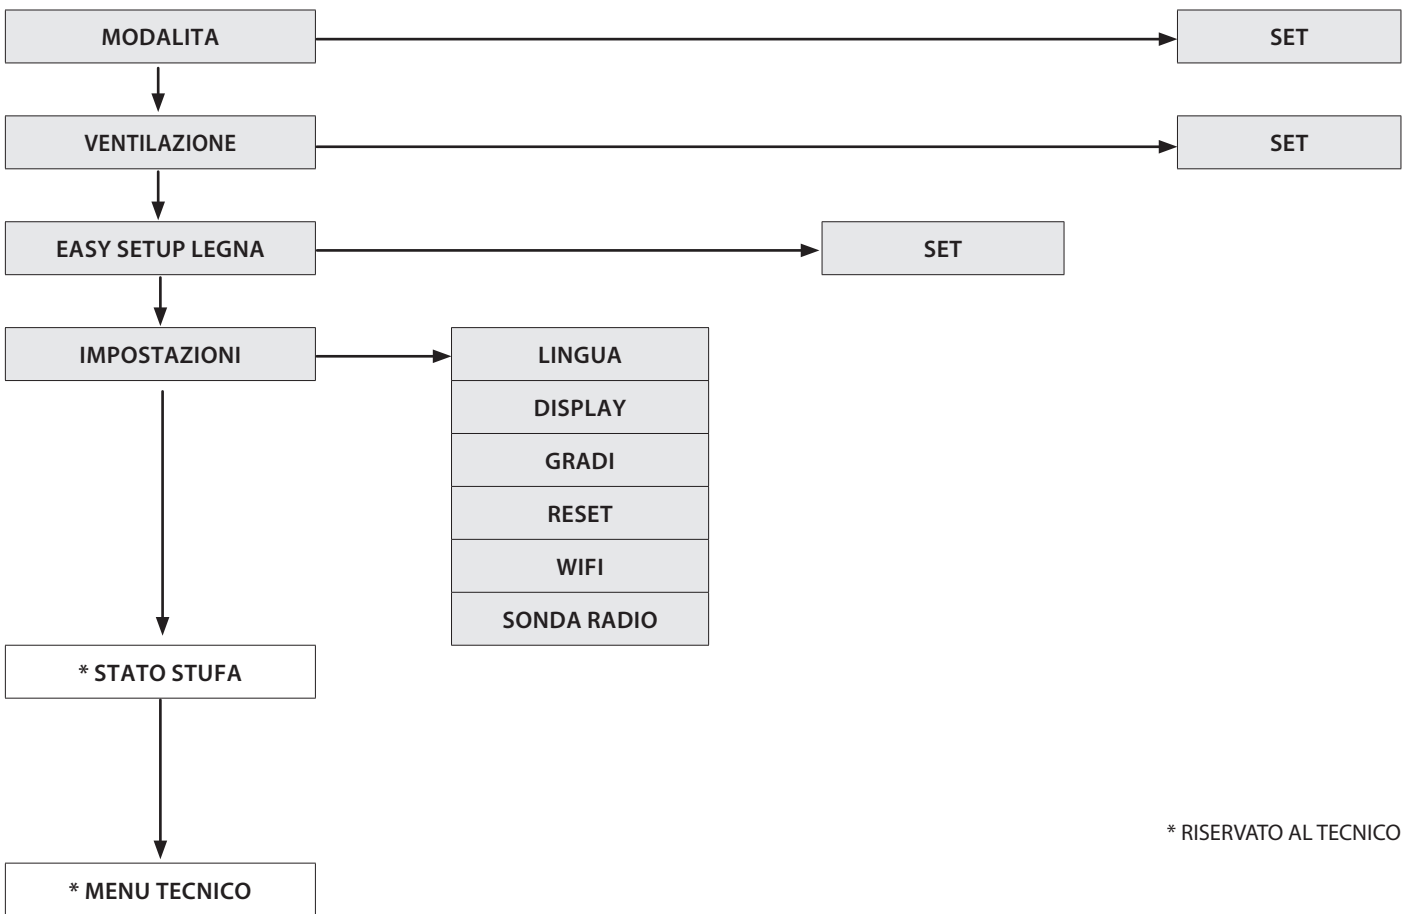 MODALITA
SET
VENTILAZIONE
SET
EASY SETUP LEGNA
SET
IMPOSTAZIONI
LINGUA
DISPLAY
GRADI
RESET
WIFI
SONDA RADIO
* STATO STUFA
* RISERVATO AL TECNICO
* MENU TECNICO